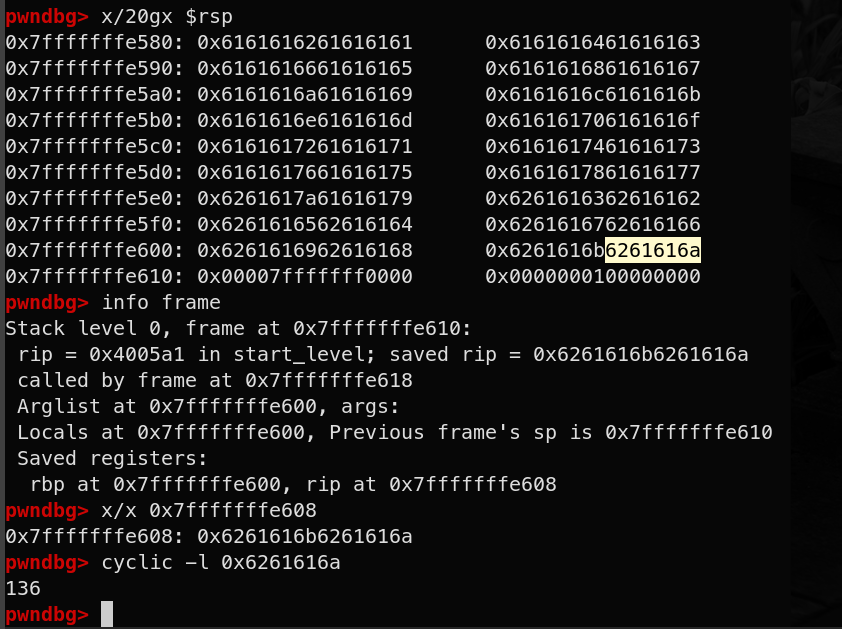 pwndbg> x/20gx $rsp
0x7fffffffe580: 0x6161616261616161 0x6161616461616163
0x7fffffffe590: 0x6161616661616165 0x6161616861616167
0x7fffffffe5a0: 0x6161616a61616169 0x6161616c6161616b
0x7fffffffe5b0: 0x6161616e6161616d 0x616161706161616f
0x7fffffffe5c0: 0x6161617261616171 0x6161617461616173
0x7fffffffe5d0: 0x6161617661616175 0x6161617861616177
0x7fffffffe5e0: 0x6261617a61616179 0x6261616362616162
0x7fffffffe5f0: 0x6261616562616164 0x6261616762616166
0x7fffffffe600: 0x6261616962616168 0x6261616b6261616a
0x7fffffffe610: 0x00007fffffff0000 0x0000000100000000
pwndbg> info frame
Stack level 0, frame at 0x7fffffffe610:
rip = 0x4005a1 in start_level; saved rip = 0x6261616b6261616a
called by frame at 0x7fffffffe618
Arglist at 0x7fffffffe600, args:
Locals at 0x7fffffffe600, Previous frame's sp is 0x7fffffffe610
Saved registers:
rbp at 0x7fffffffe600, rip at 0x7fffffffe608
pwndbg> x/x 0x7fffffffe608
0x7fffffffe608: 0x6261616b6261616a
pwndbg> cyclic -l 0x6261616a
136
pwndbg>